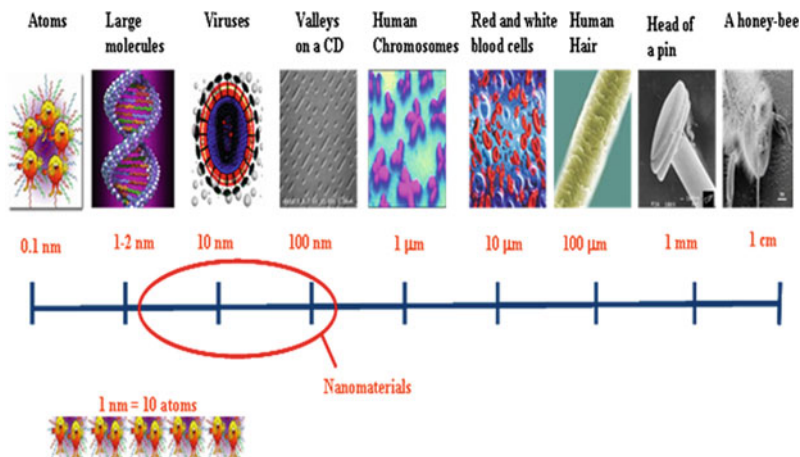 Atoms
Large
molecules
Viruses
Valleys
on a CD
Human
Chromosomes
Red and white
blood cells
Human
Hair
Head of
a pin
A honey-bee
0.1 nm
1-2 nm
10 nm
100 nm
1 μm
10 μm
100 μm
1 mm
1 cm
Nanomaterials
1 nm = 10 atoms